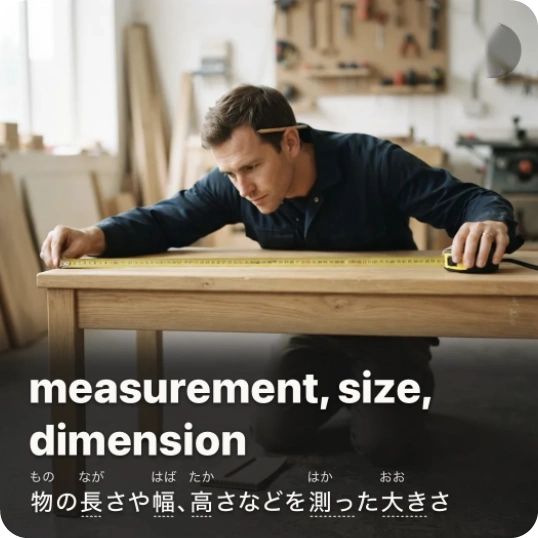 measurement, size,
dimension
もの なが はば たか はか おお
物の長さや幅、高さなどを測った大きさ